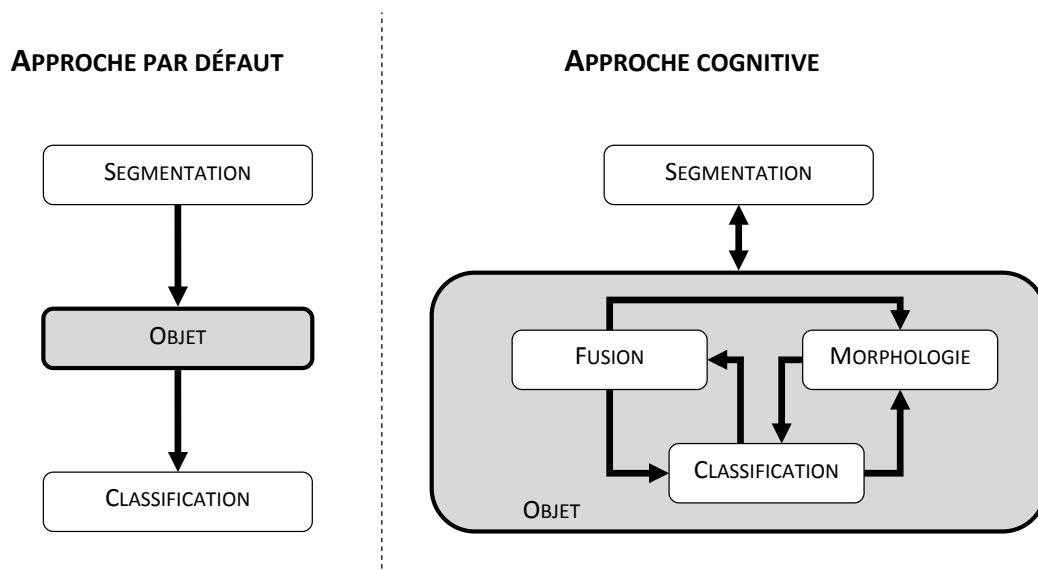 APPROCHE PAR DÉFAUT
SEGMENTATION
OBJET
CLASSIFICATION
APPROCHE COGNITIVE
SEGMENTATION
FUSION
MORPHOLOGIE
CLASSIFICATION
OBJET